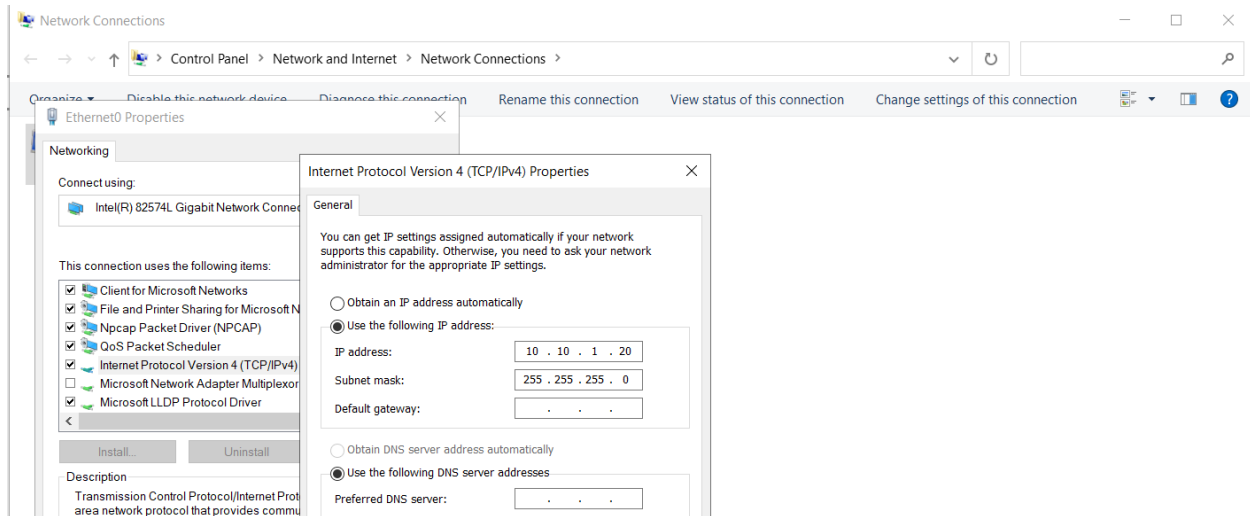 Network Connections
Control Panel > Network and Internet > Network Connections >
Organize Disable this network device Diagnose this connection Rename this connection View status of this connection Change settings of this connection
Ethernet0 Properties
Networking
Connect using:
Intel(R) 82574L Gigabit Network Connec
This connection uses the following items:
Client for Microsoft Networks
File and Printer Sharing for Microsoft N
Npcap Packet Driver (NPCAP)
QoS Packet Scheduler
Internet Protocol Version 4 (TCP/IPv4)
Microsoft Network Adapter Multiplexor
Microsoft LLDP Protocol Driver
Install...
Uninstall
Description
Transmission Control Protocol/Internet Prot
area network protocol that provides commu
Internet Protocol Version 4 (TCP/IPv4) Properties
General
You can get IP settings assigned automatically if your network
supports this capability. Otherwise, you need to ask your network
administrator for the appropriate IP settings.
Obtain an IP address automatically
Use the following IP address:
IP address: 10 . 10 . 1 . 20
Subnet mask: 255 . 255 . 255 . 0
Default gateway: . . .
Obtain DNS server address automatically
Use the following DNS server addresses
Preferred DNS server: . . .